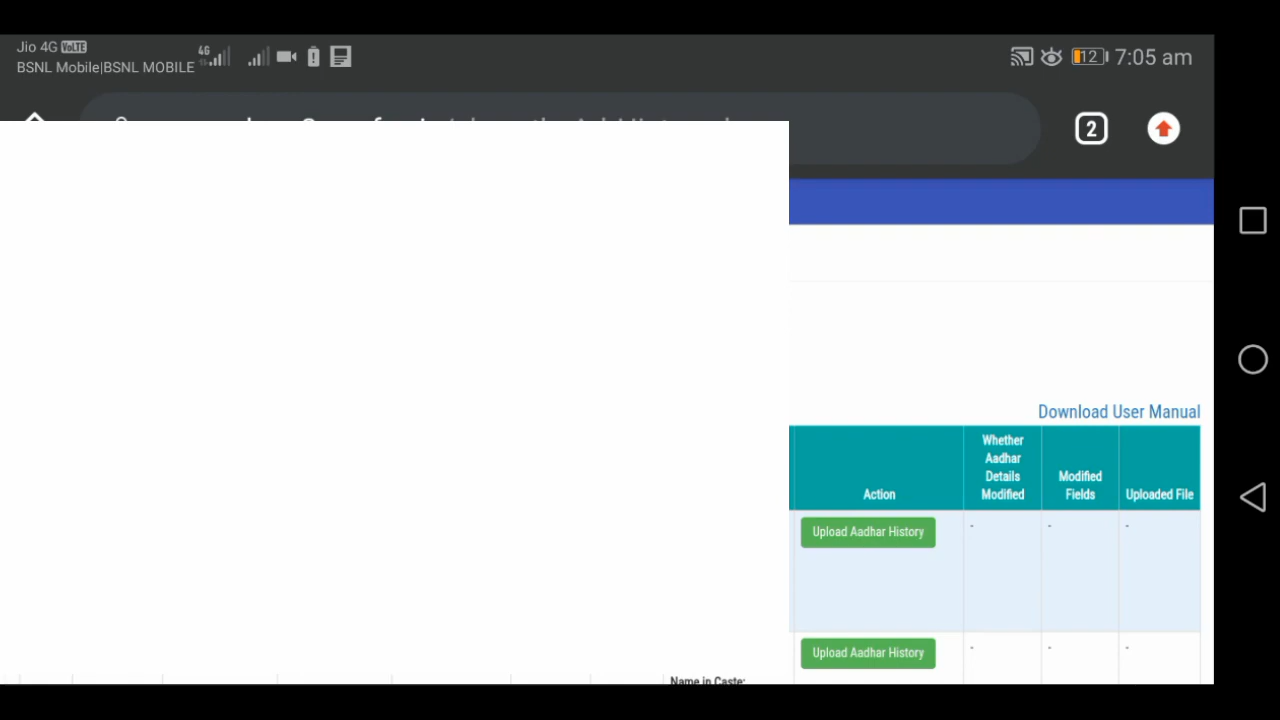 Jio 4G VoLTE
BSNL Mobile|BSNL MOBILE
4G
12
7:05 am
2
Download User Manual
Action
Whether
Aadhar
Details
Modified
Modified
Fields
Uploaded File
Upload Aadhar History
-
-
-
Upload Aadhar History
-
-
-
Name in Caste: